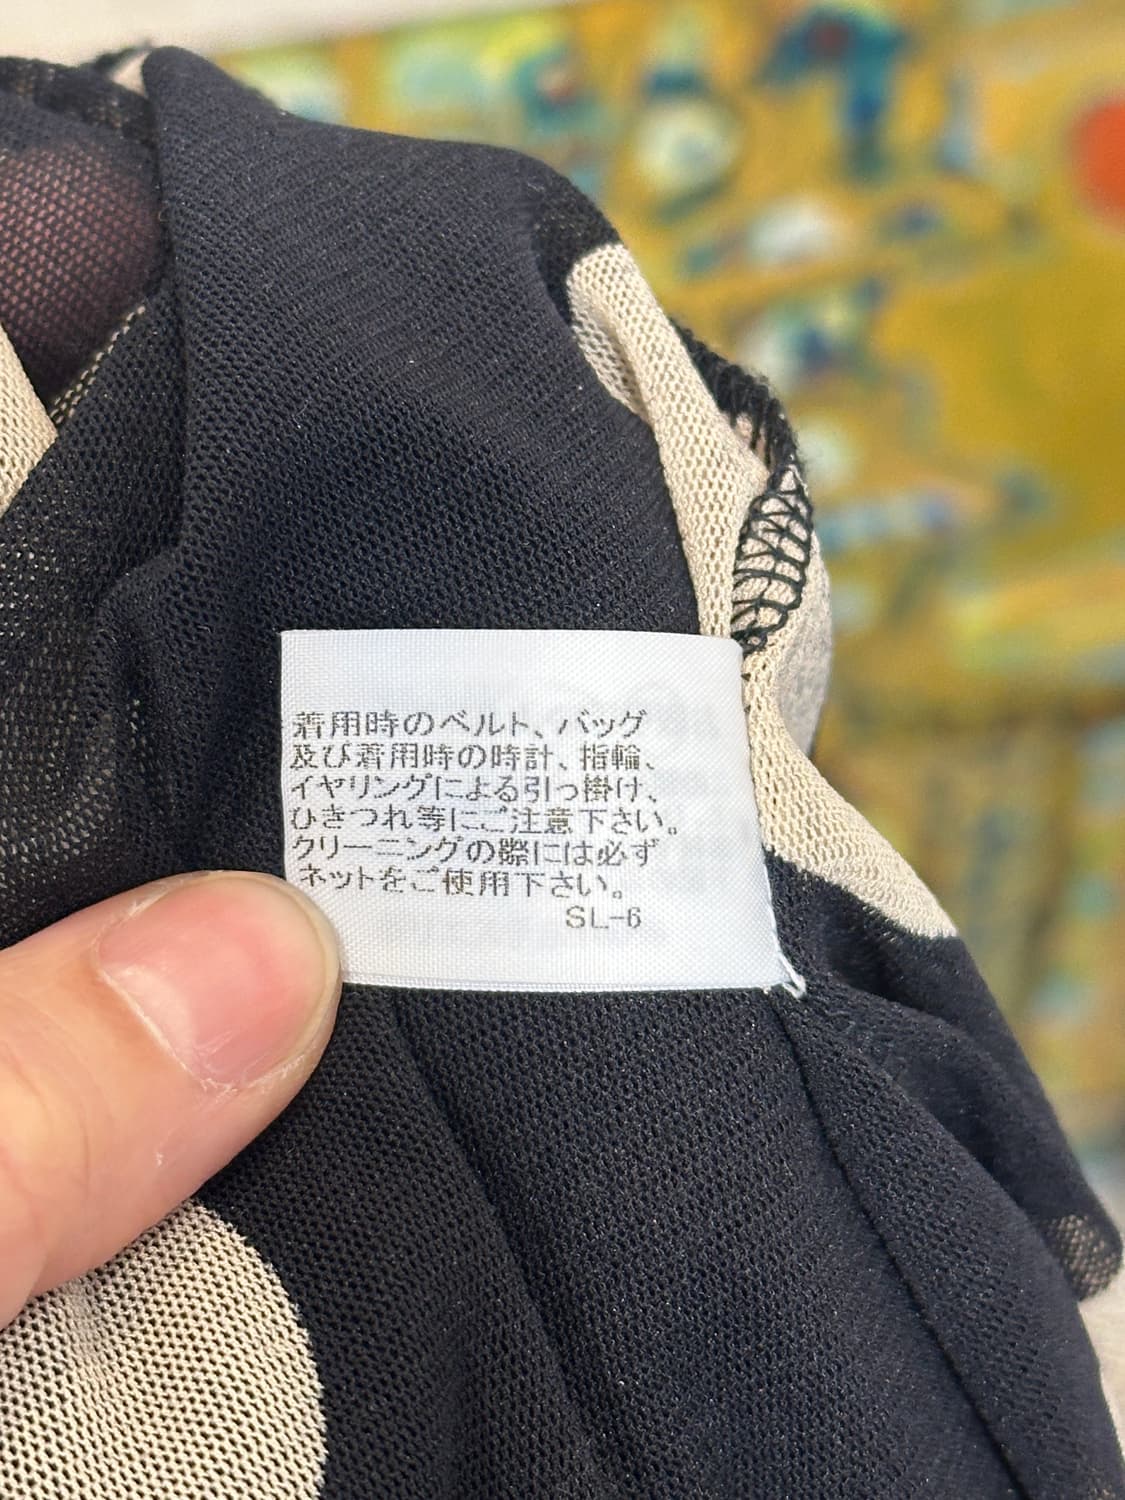 着用時のベルト、バッグ
及び着用時の時計、指輪、
イヤリングによる引っ掛け、
ひきつれ等にご注意下さい。
クリーニングの際には必ず
ネットをご使用下さい。
SL-6